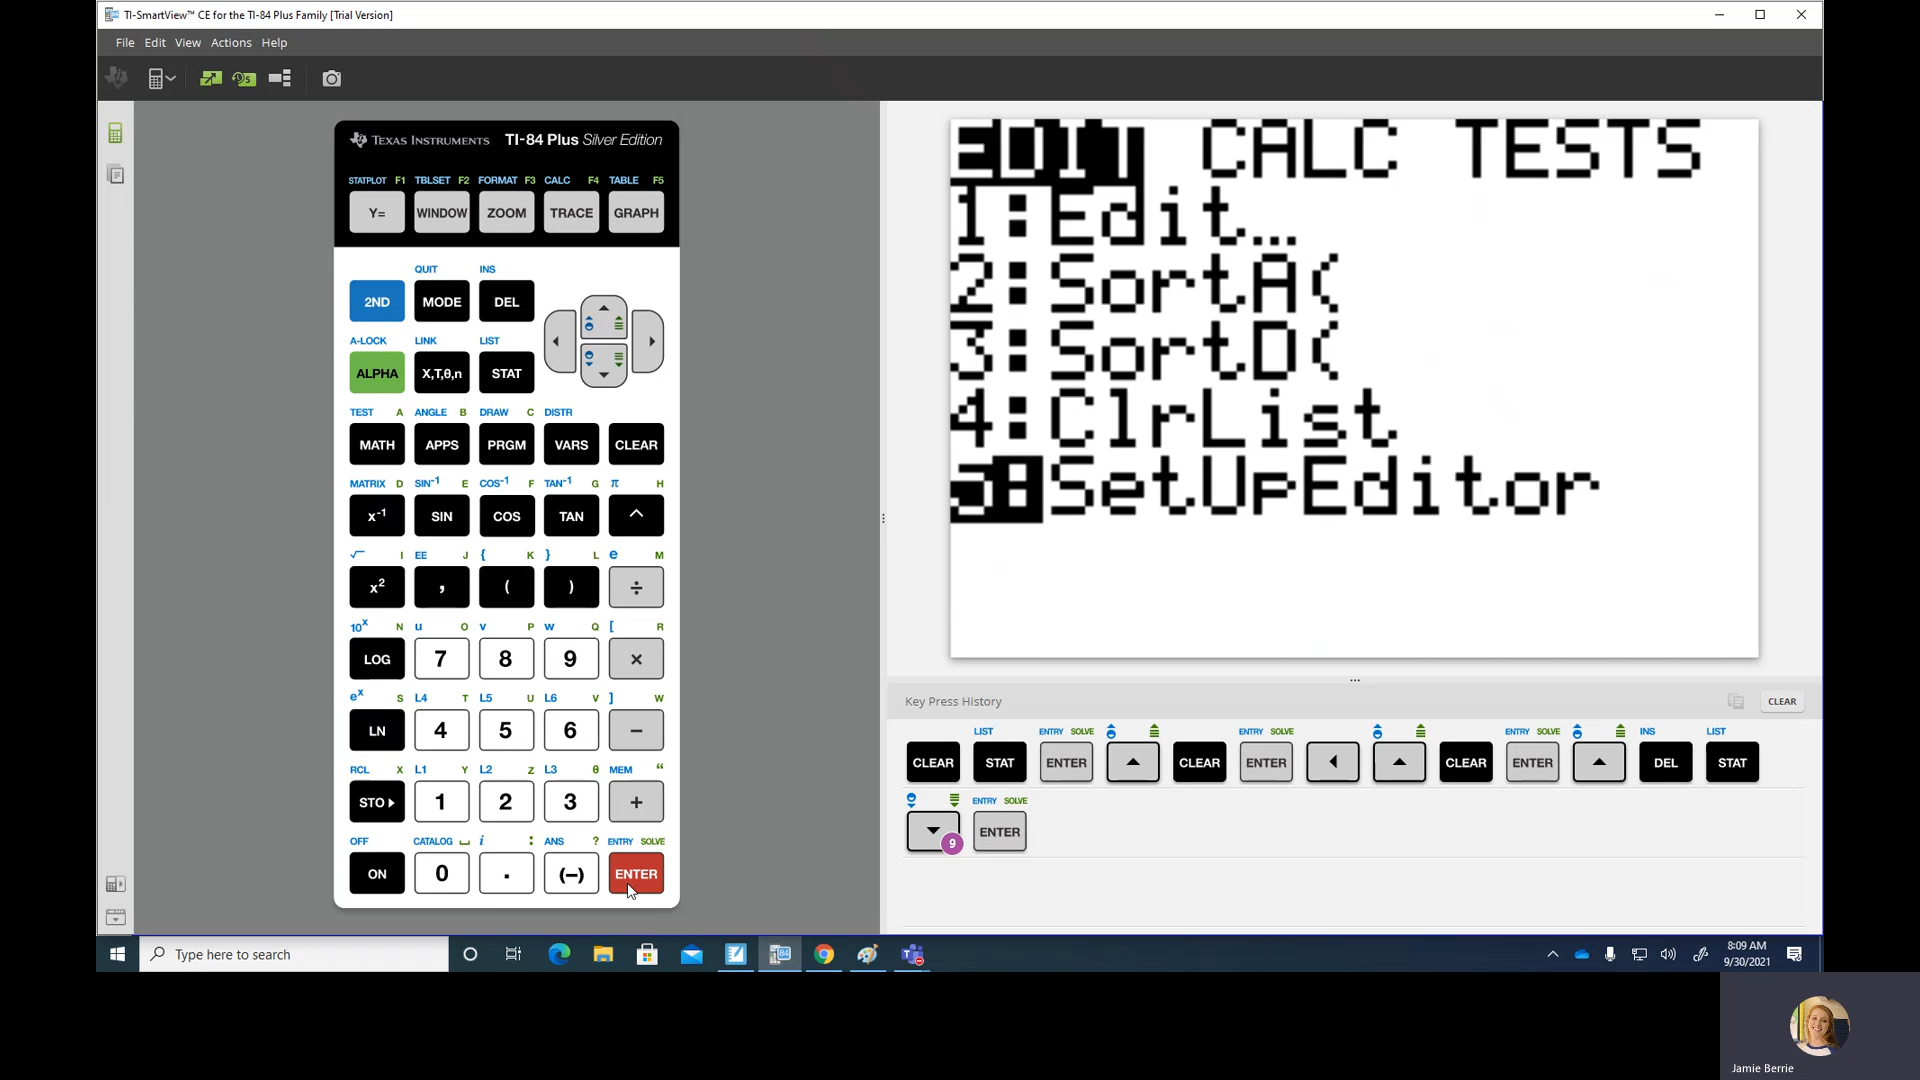 TI-SmartView™ CE for the TI-84 Plus Family [Trial Version]
File Edit View Actions Help
TEXAS INSTRUMENTS TI-84 Plus Silver Edition
STATPLOT F1 TBLSET F2 FORMAT F3 CALC F4 TABLE F5
Y= WINDOW ZOOM TRACE GRAPH
QUIT INS
2ND MODE DEL
A-LOCK LINK LIST
ALPHA X,T,θ,n STAT
TEST A ANGLE B DRAW C DISTR
MATH APPS PRGM VARS CLEAR
MATRIX D SIN⁻¹ E COS⁻¹ F TAN⁻¹ G π H
x⁻¹ SIN COS TAN ^
√ I EE J { K } L e M
x² , ( ) ÷
10ˣ N u O v P w Q [ R
LOG 7 8 9 ×
eˣ S L4 T L5 U L6 V ] W
LN 4 5 6 −
RCL X L1 Y L2 Z L3 θ MEM “
STO▶ 1 2 3 +
OFF CATALOG ⎵ i : ANS ? ENTRY SOLVE
ON 0 . (−) ENTER
EDIT CALC TESTS
1:Edit…
2:SortA(
3:SortD(
4:ClrList
5:SetUpEditor
Key Press History CLEAR
LIST ENTRY SOLVE ENTRY SOLVE ENTRY SOLVE INS LIST
CLEAR STAT ENTER CLEAR ENTER CLEAR ENTER DEL STAT
ENTRY SOLVE
9 ENTER
Type here to search
84
8:09 AM
9/30/2021
Jamie Berrie